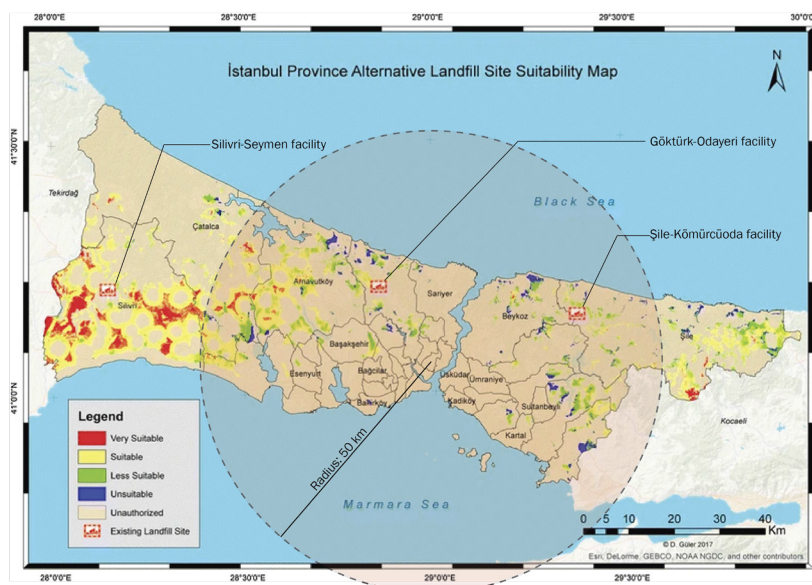 28°0'0"E
28°30'0"E
29°0'0"E
29°30'0"E
30°0
İstanbul Province Alternative Landfill Site Suitability Map
N
41°30'0"N
41°0'0"N
Silivri-Seymen facility
Göktürk-Odayeri facility
Şile-Kömürcüoda facility
Tekirdağ
Black Sea
Çatalca
Silivri
Arnavutköy
Sarıyer
Beykoz
Şile
Başakşehir
Esenyurt
Bağcılar
Bakırköy
Üsküdar
Ümraniye
Kadıköy
Sultanbeyli
Kartal
Kocaeli
Radius: 50 km
Marmara Sea
Legend
Very Suitable
Suitable
Less Suitable
Unsuitable
Unauthorized
Existing Landfill Site
0 5 10 20 30 40
Km
© D. Güler 2017
Esri, DeLorme, GEBCO, NOAA NGDC, and other contributors
28°0'0"E
28°30'0"E
29°0'0"E
29°30'0"E